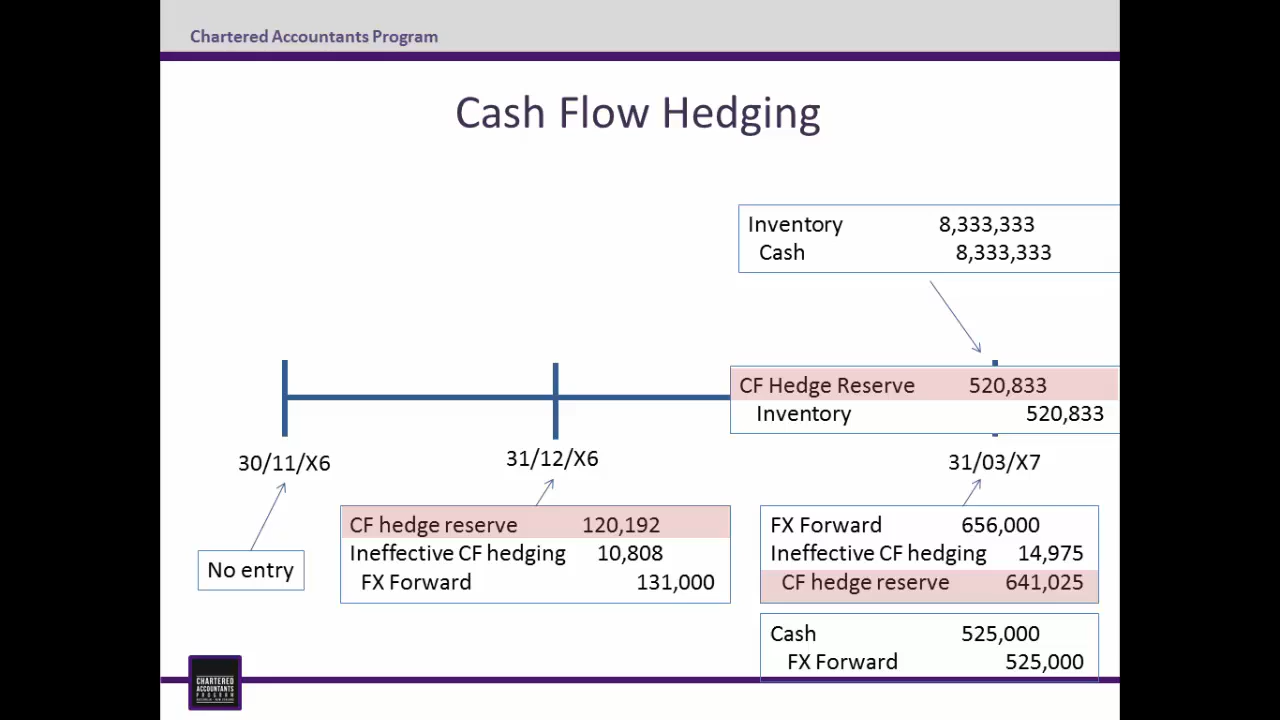 Chartered Accountants Program
Cash Flow Hedging
Inventory 8,333,333
Cash 8,333,333
CF Hedge Reserve 520,833
Inventory 520,833
30/11/X6
31/12/X6
31/03/X7
No entry
CF hedge reserve 120,192
Ineffective CF hedging 10,808
FX Forward 131,000
FX Forward 656,000
Ineffective CF hedging 14,975
CF hedge reserve 641,025
Cash 525,000
FX Forward 525,000
CHARTERED
ACCOUNTANTS
PROGRAM